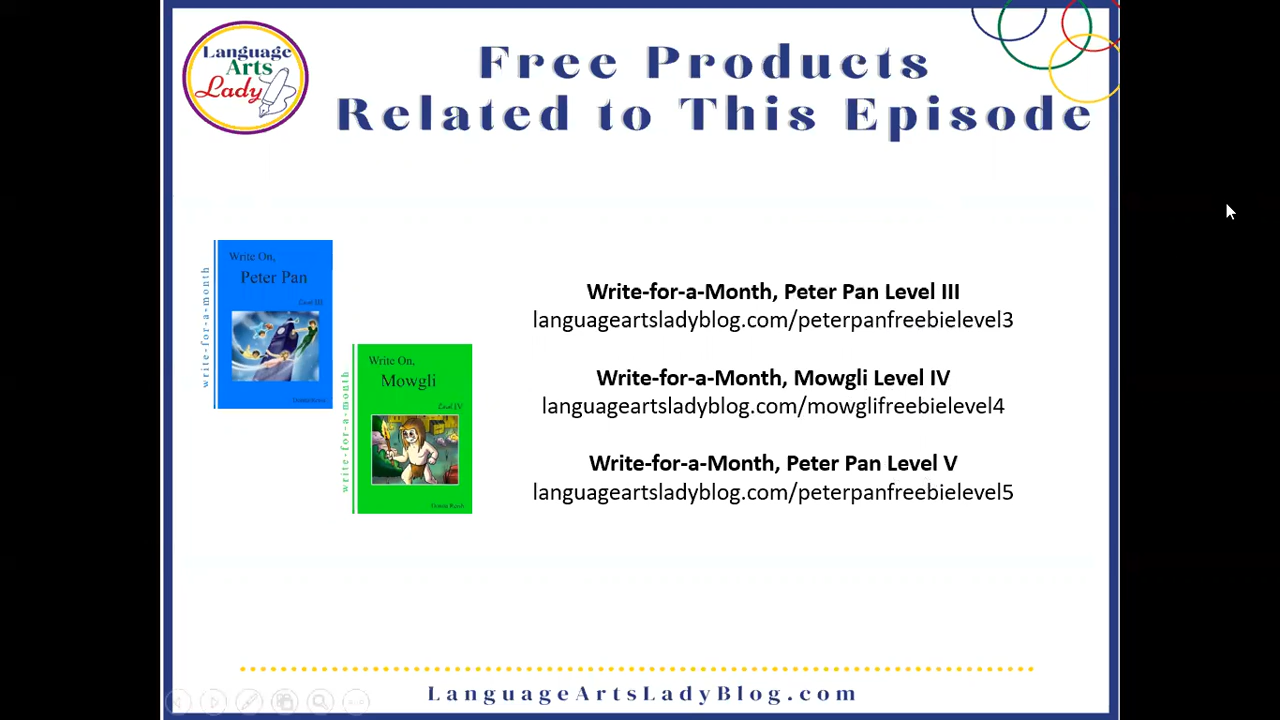 Language
Arts
Lady
Free Products
Related to This Episode
write-for-a-month
Write On,
Peter Pan
Level III
write-for-a-month
Write On,
Mowgli
Level IV
Donna Reish
Write-for-a-Month, Peter Pan Level III
languageartsladyblog.com/peterpanfreebielevel3
Write-for-a-Month, Mowgli Level IV
languageartsladyblog.com/mowglifreebielevel4
Write-for-a-Month, Peter Pan Level V
languageartsladyblog.com/peterpanfreebielevel5
LanguageArtsLadyBlog.com